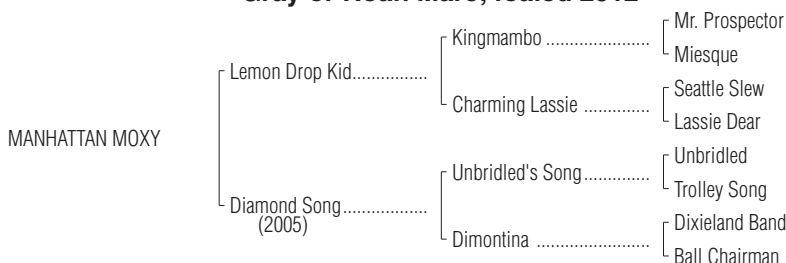 Gray or Roan Mare; foaled 2012
Mr. Prospector
Kingmambo ......................
Miesque
Lemon Drop Kid................
Seattle Slew
Charming Lassie ..............
Lassie Dear
MANHATTAN MOXY
Unbridled
Unbridled's Song..............
Trolley Song
Diamond Song..................
(2005)
Dixieland Band
Dimontina ........................
Ball Chairman